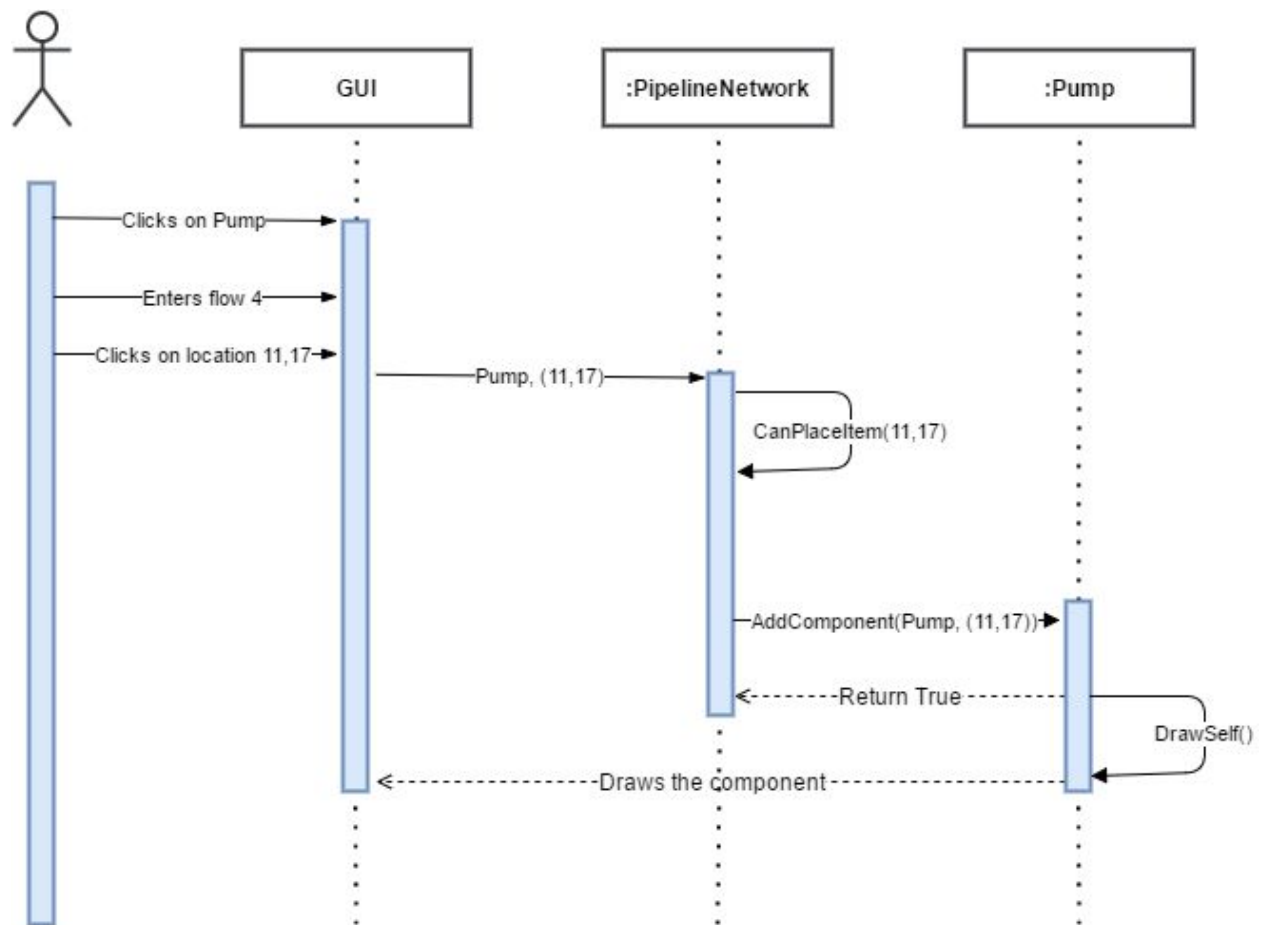 GUI
:PipelineNetwork
:Pump
Clicks on Pump
Enters flow 4
Clicks on location 11,17
Pump, (11,17)
CanPlaceItem(11,17)
AddComponent(Pump, (11,17))
Return True
DrawSelf()
Draws the component